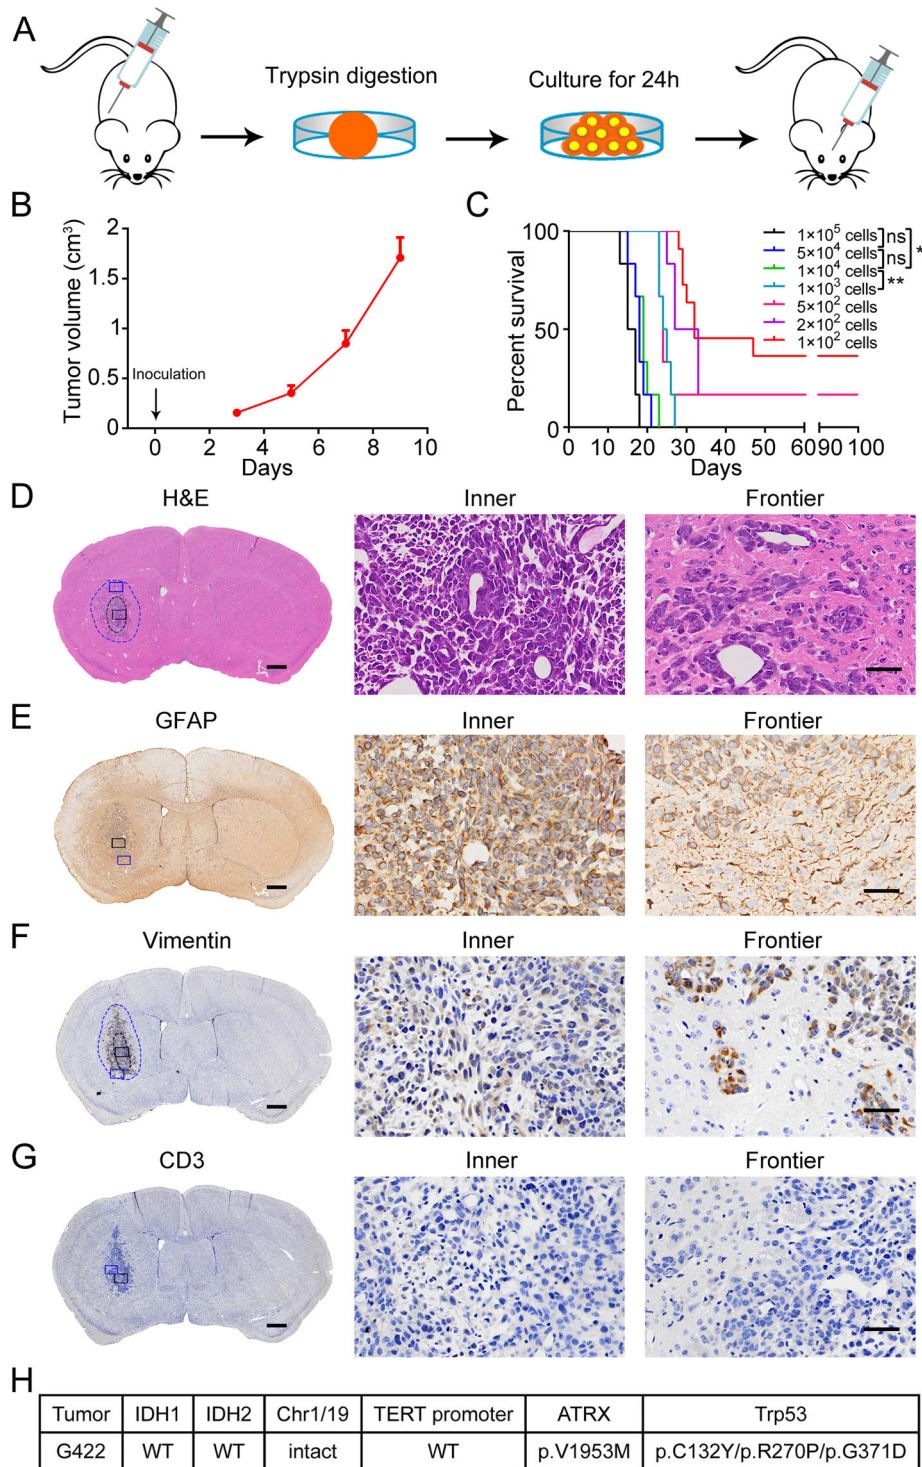 A
Trypsin digestion
Culture for 24h
B
Tumor volume (cm³)
2
1.5
1
0.5
0
Inoculation
0 2 4 6 8 10
Days
C
Percent survival
100
50
0
1×10⁵ cells
5×10⁴ cells
1×10⁴ cells
1×10³ cells
5×10² cells
2×10² cells
1×10² cells
ns
ns
*
**
0 10 20 30 40 50 60 90 100
Days
D
H&E Inner Frontier
E
GFAP Inner Frontier
F
Vimentin Inner Frontier
G
CD3 Inner Frontier
H
Tumor IDH1 IDH2 Chr1/19 TERT promoter ATRX Trp53
G422 WT WT intact WT p.V1953M p.C132Y/p.R270P/p.G371D